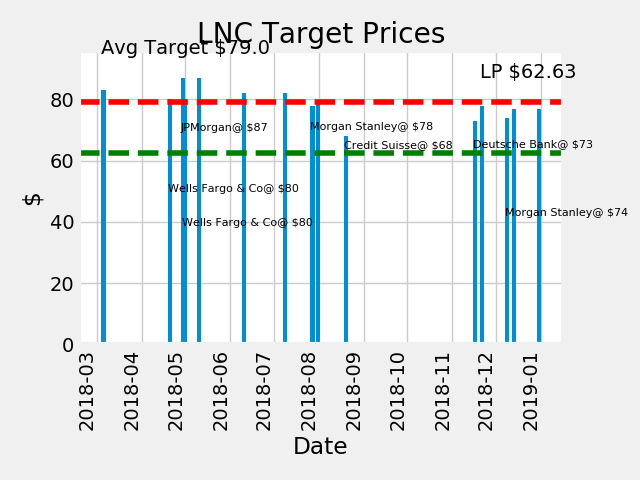 LNC Target Prices
Avg Target $79.0
LP $62.63
JPMorgan@ $87
Morgan Stanley@ $78
Credit Suisse@ $68
Deutsche Bank@ $73
Wells Fargo & Co@ $80
Morgan Stanley@ $74
Wells Fargo & Co@ $80
$
80
60
40
20
0
2018-03
2018-04
2018-05
2018-06
2018-07
2018-08
2018-09
2018-10
2018-11
2018-12
2019-01
Date